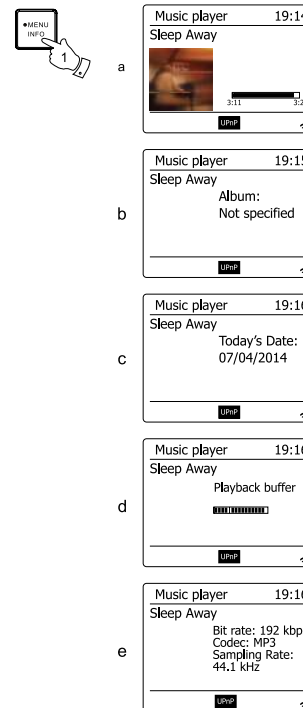 •MENU
INFO
1
a
Music player 19:14
Sleep Away
3:11 3:2
UPnP
b
Music player 19:15
Sleep Away
Album:
Not specified
UPnP
c
Music player 19:16
Sleep Away
Today's Date:
07/04/2014
UPnP
d
Music player 19:16
Sleep Away
Playback buffer
UPnP
e
Music player 19:16
Sleep Away
Bit rate: 192 kbp
Codec: MP3
Sampling Rate:
44.1 kHz
UPnP